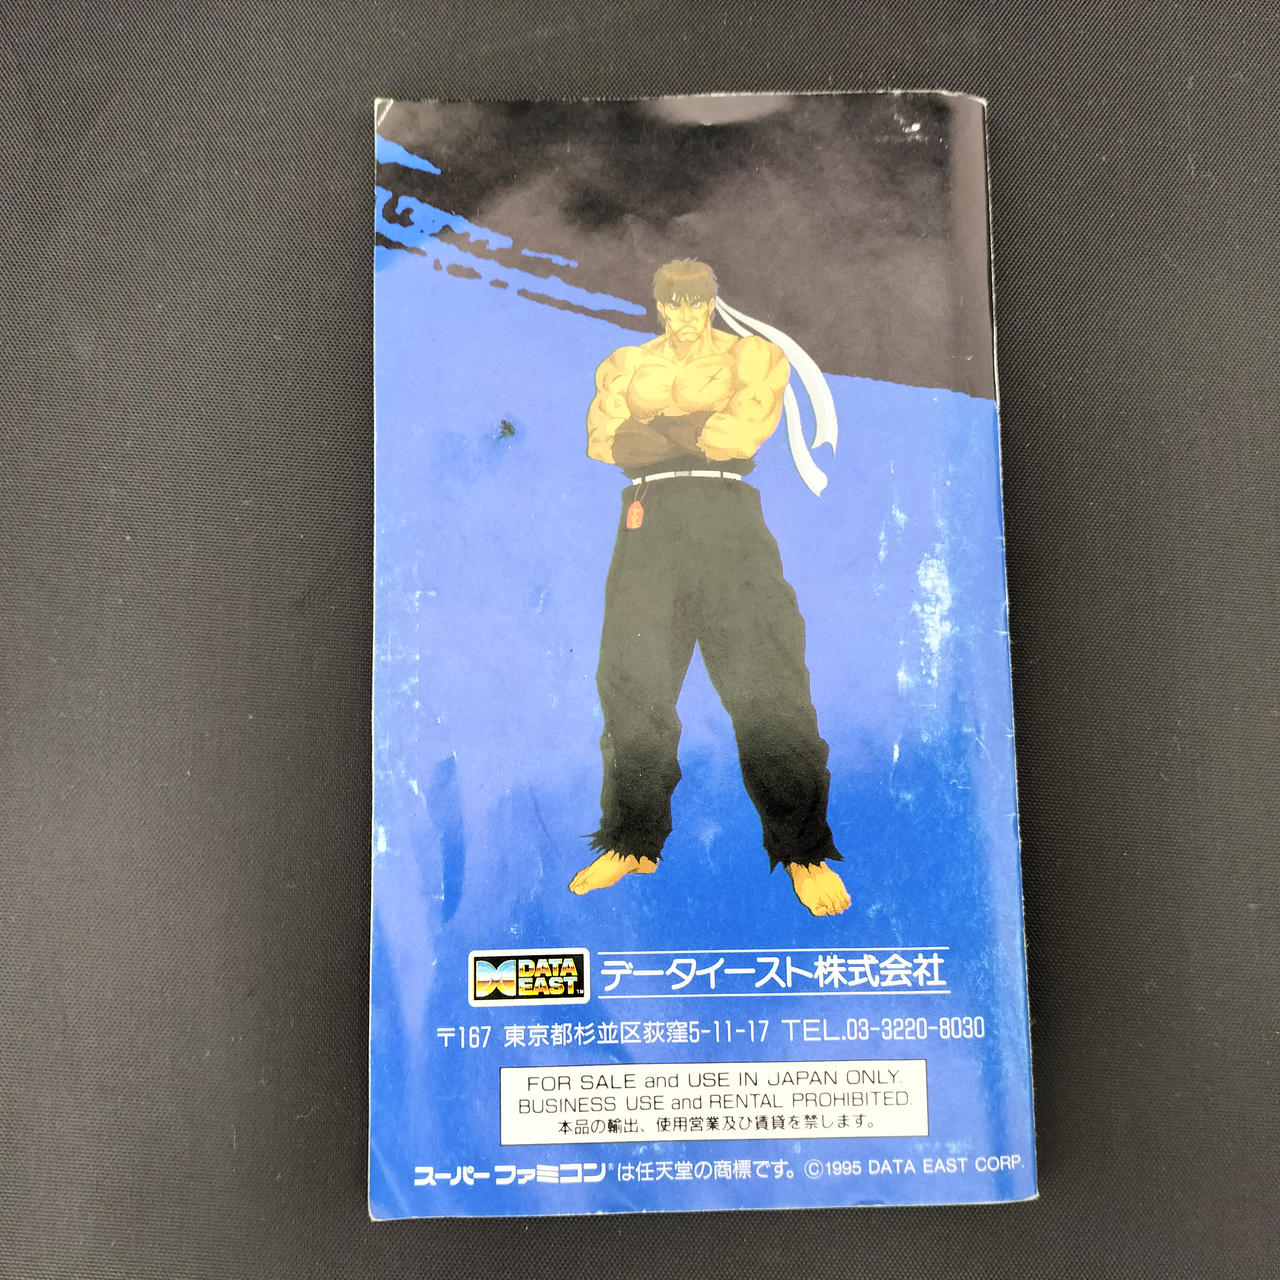 DATA
EAST™
データイースト株式会社
〒167 東京都杉並区荻窪5-11-17 TEL.03-3220-8030
FOR SALE and USE IN JAPAN ONLY.
BUSINESS USE and RENTAL PROHIBITED.
本品の輸出、使用営業及び賃貸を禁じます。
スーパーファミコン®は任天堂の商標です。©1995 DATA EAST CORP.